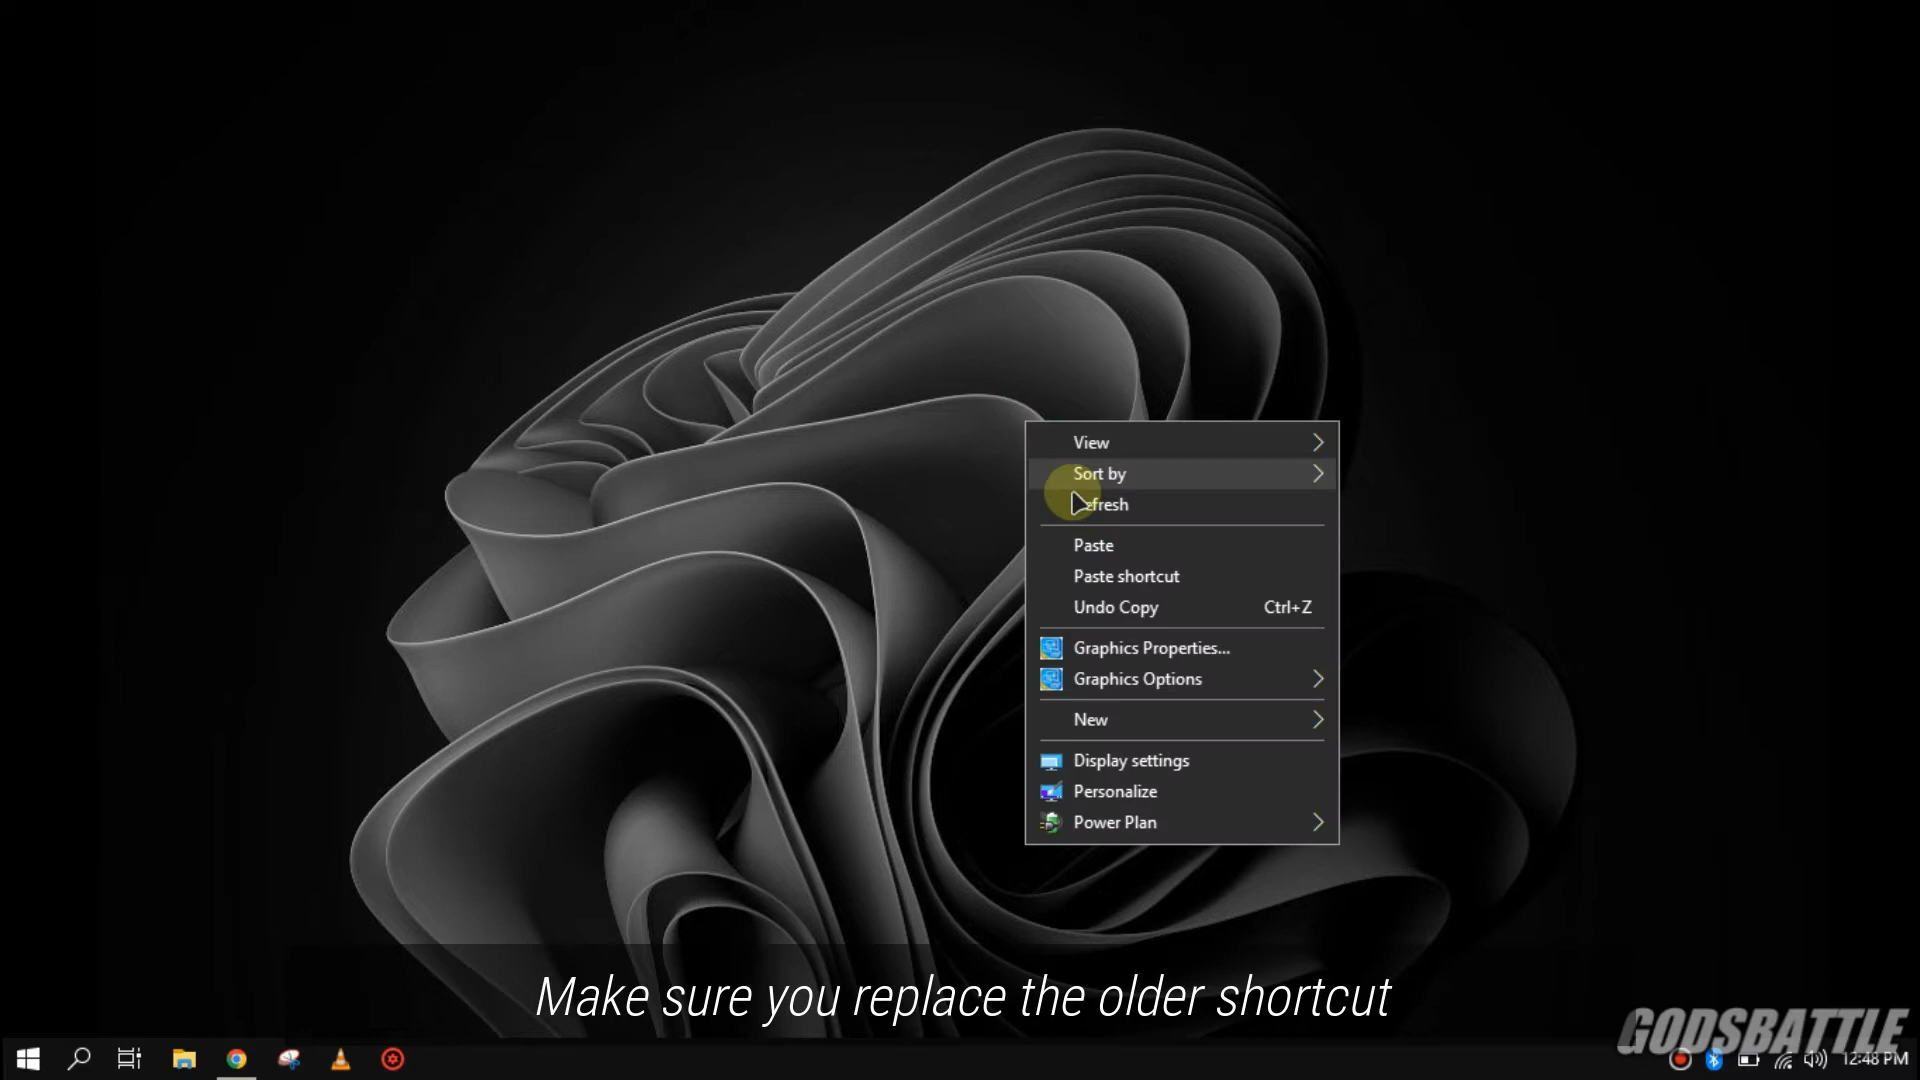 View
Sort by
Refresh
Paste
Paste shortcut
Undo Copy Ctrl+Z
Graphics Properties...
Graphics Options
New
Display settings
Personalize
Power Plan
Make sure you replace the older shortcut
GODSBATTLE
12:48 PM